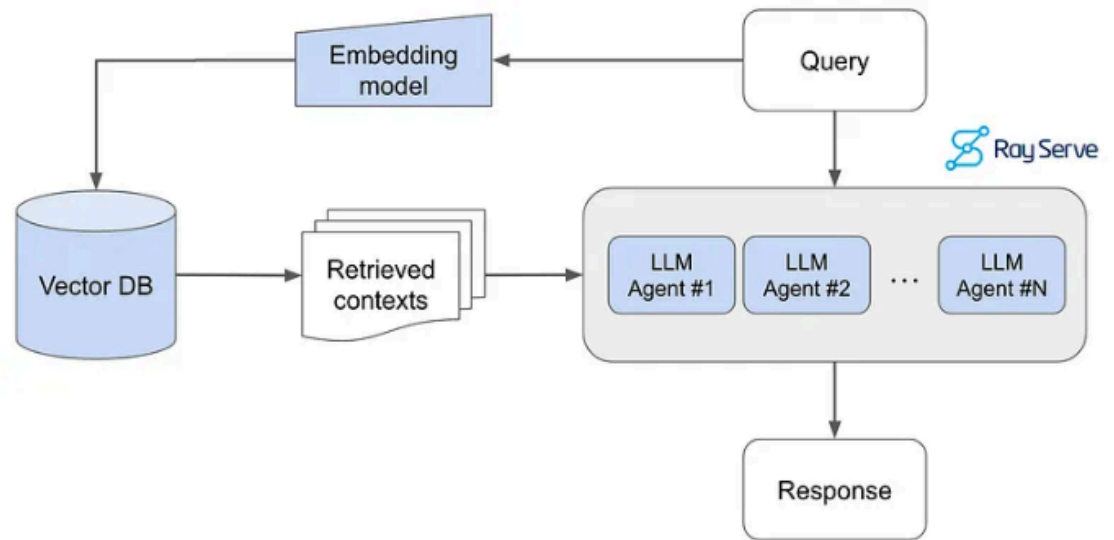 Embedding
model
Query
Ray Serve
Vector DB
Retrieved
contexts
LLM
Agent #1
LLM
Agent #2
...
LLM
Agent #N
Response